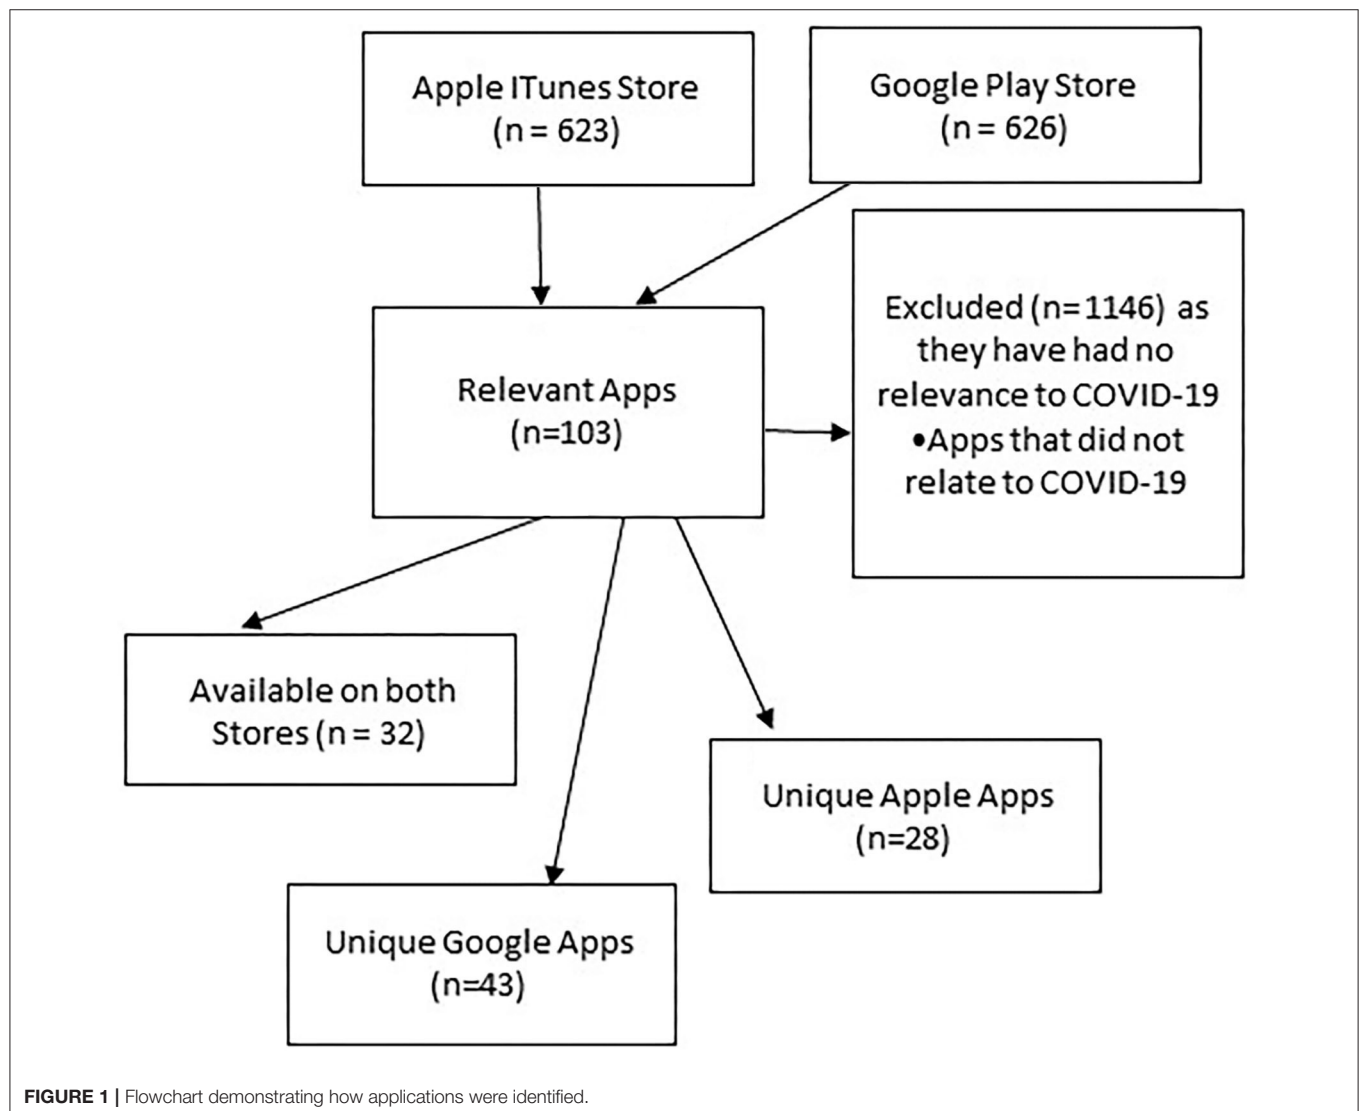 Apple ITunes Store
(n = 623)
Google Play Store
(n = 626)
Excluded (n=1146) as
they have had no
relevance to COVID-19
•Apps that did not
relate to COVID-19
Relevant Apps
(n=103)
Available on both
Stores (n = 32)
Unique Apple Apps
(n=28)
Unique Google Apps
(n=43)
FIGURE 1 | Flowchart demonstrating how applications were identified.